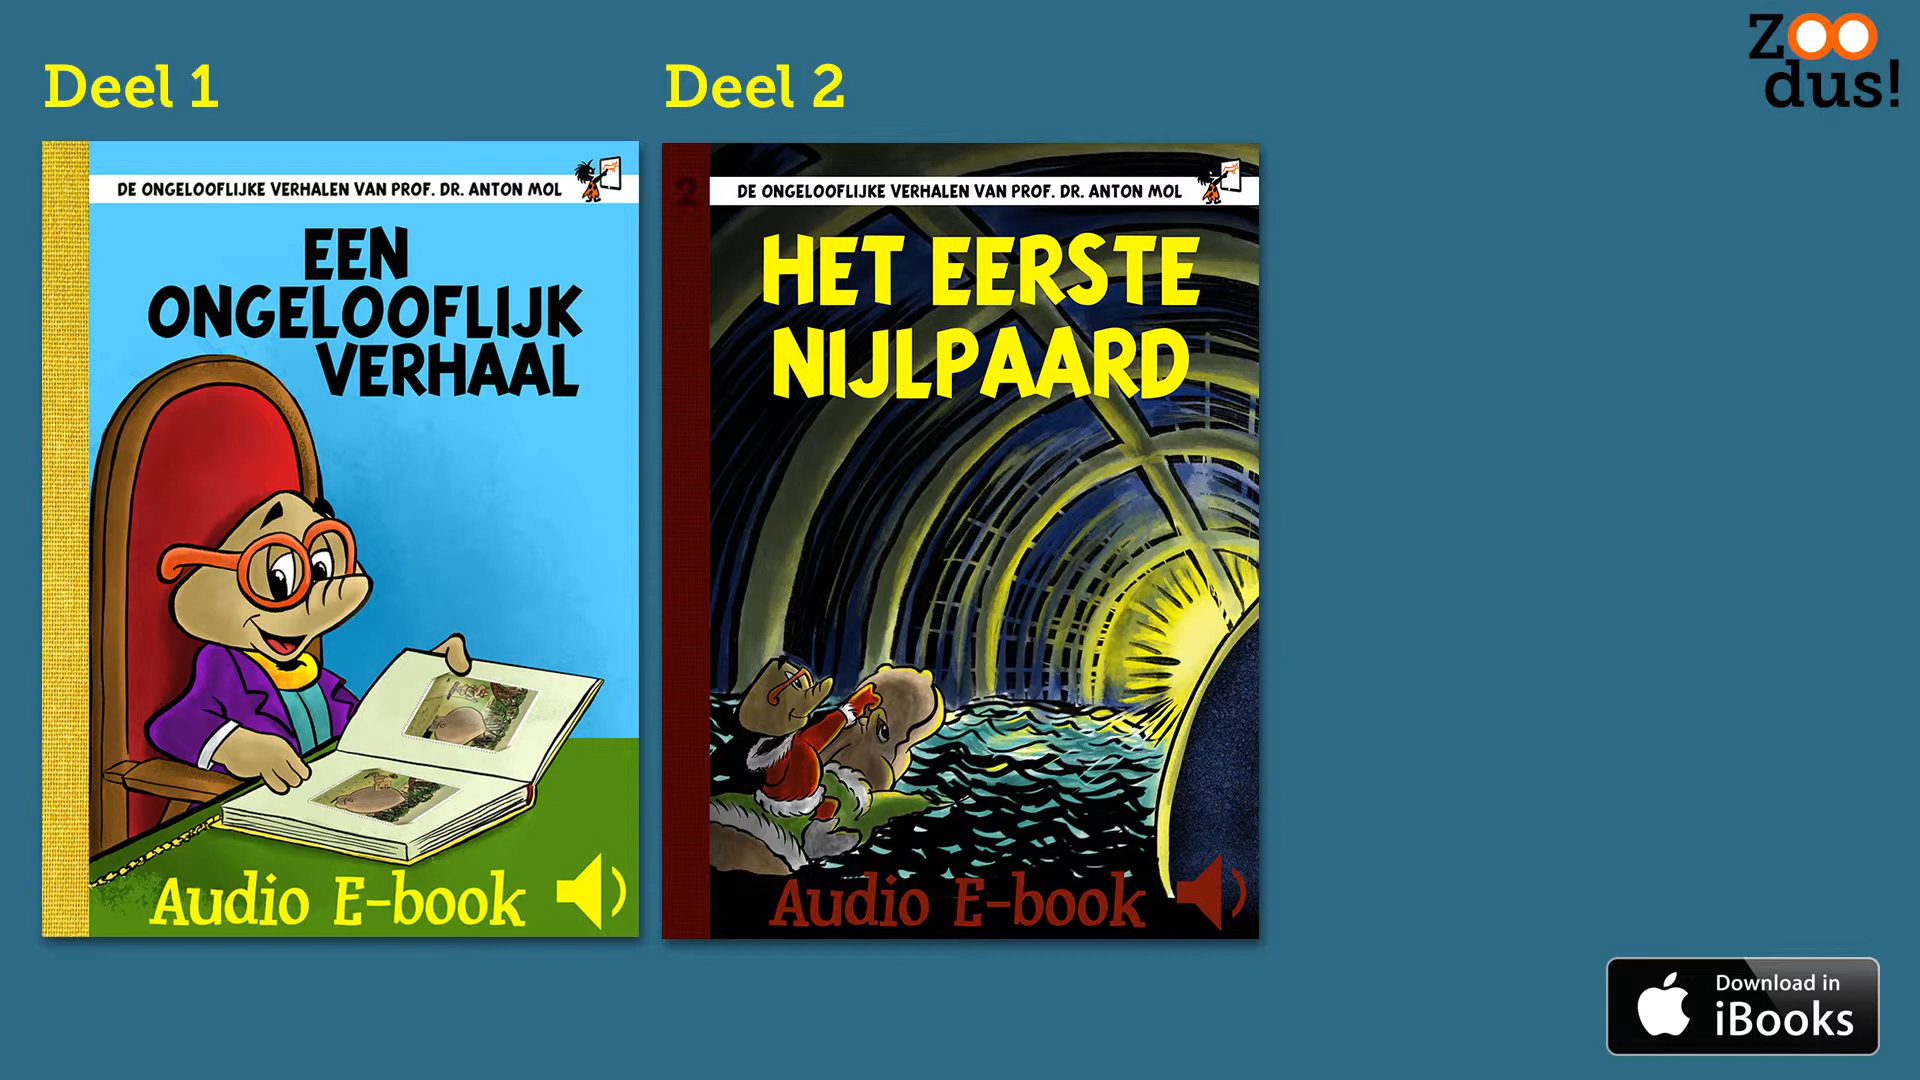 Zoo
dus!
Deel 1
Deel 2
DE ONGELOOFLIJKE VERHALEN VAN PROF. DR. ANTON MOL
EEN
ONGELOOFLIJK
VERHAAL
Audio E-book
2
DE ONGELOOFLIJKE VERHALEN VAN PROF. DR. ANTON MOL
HET EERSTE
NIJLPAARD
Audio E-book
Download in
iBooks